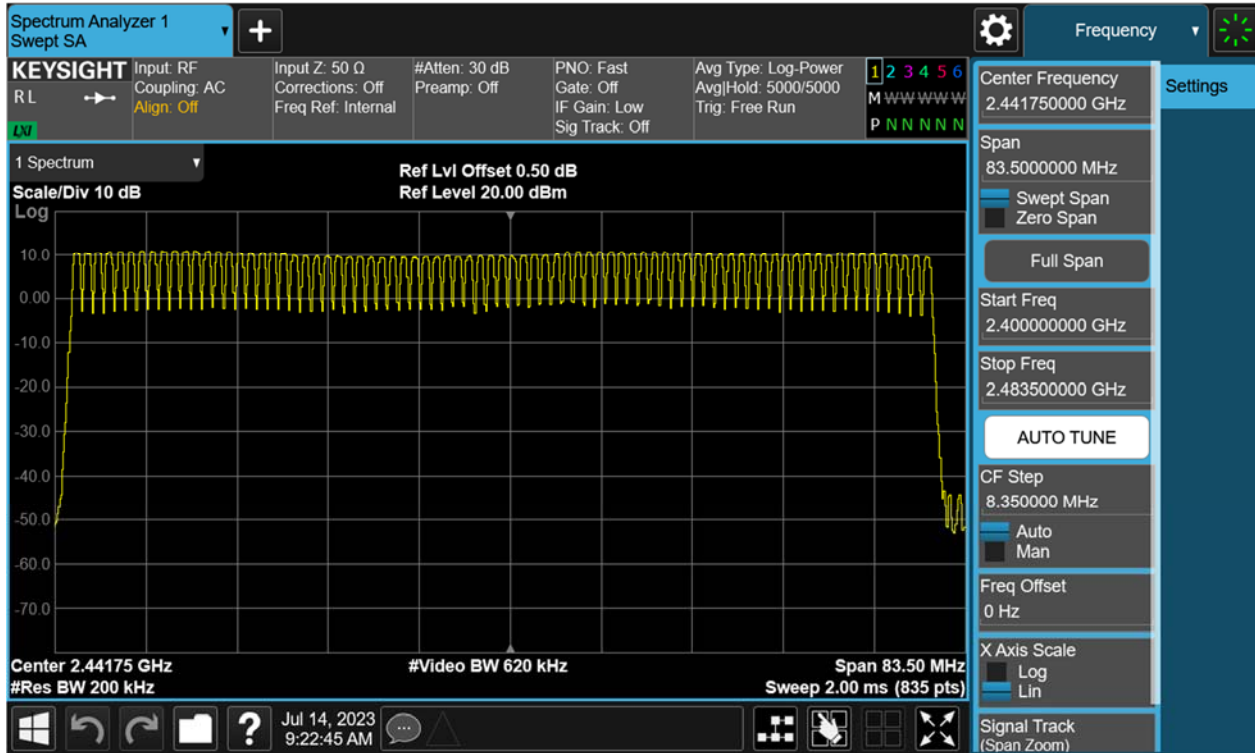 Spectrum Analyzer 1
Swept SA
+
Frequency
KEYSIGHT
R L
LXI
Input: RF
Coupling: AC
Align: Off
Input Z: 50 Ω
Corrections: Off
Freq Ref: Internal
#Atten: 30 dB
Preamp: Off
PNO: Fast
Gate: Off
IF Gain: Low
Sig Track: Off
Avg Type: Log-Power
Avg|Hold: 5000/5000
Trig: Free Run
1 2 3 4 5 6
M W W W W W
P N N N N N
1 Spectrum
Scale/Div 10 dB
Ref Lvl Offset 0.50 dB
Ref Level 20.00 dBm
Log
10.0
0.00
-10.0
-20.0
-30.0
-40.0
-50.0
-60.0
-70.0
Center 2.44175 GHz
#Video BW 620 kHz
Span 83.50 MHz
#Res BW 200 kHz
Sweep 2.00 ms (835 pts)
?
Jul 14, 2023
9:22:45 AM
Center Frequency
2.441750000 GHz
Span
83.5000000 MHz
Swept Span
Zero Span
Full Span
Start Freq
2.400000000 GHz
Stop Freq
2.483500000 GHz
AUTO TUNE
CF Step
8.350000 MHz
Auto
Man
Freq Offset
0 Hz
X Axis Scale
Log
Lin
Signal Track
(Span Zoom)
Settings